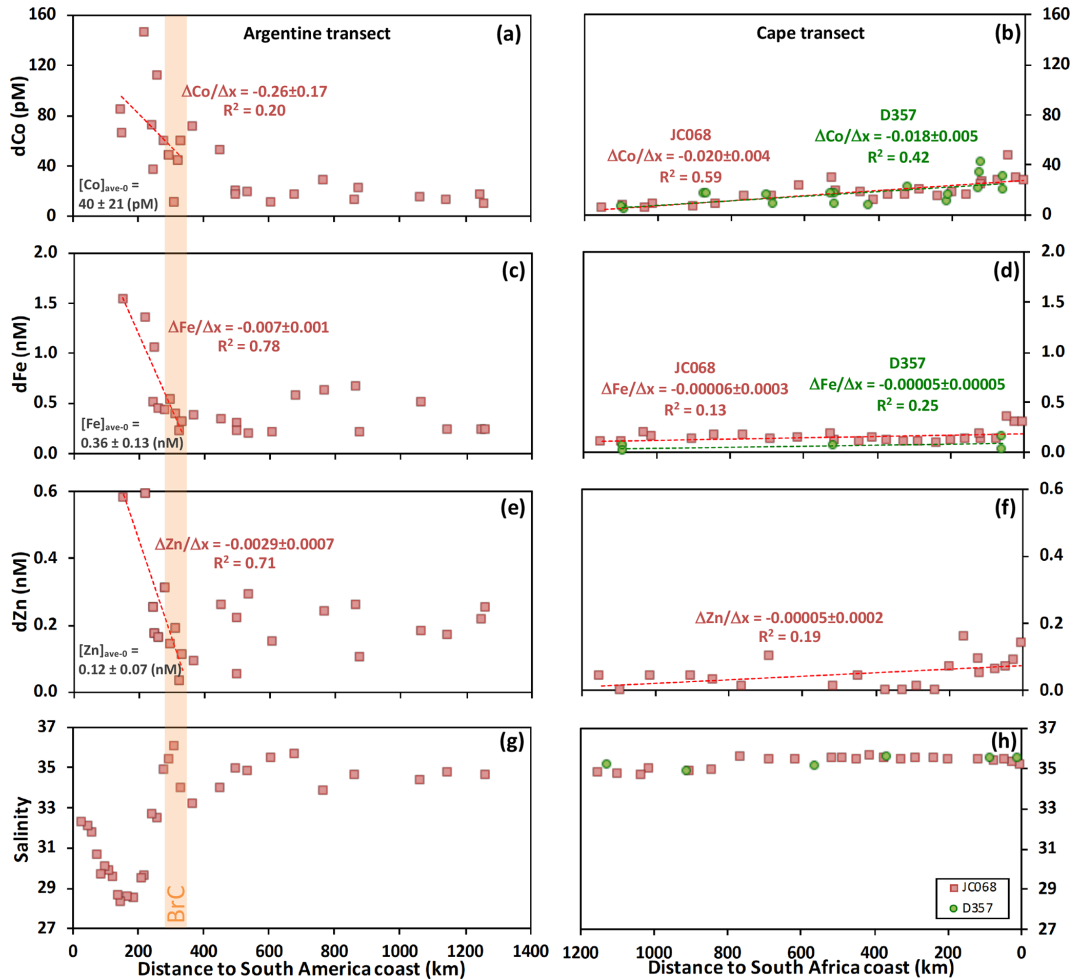 Argentine transect
(a)
160
120
80
40
0
dCo (pM)
ΔCo/Δx = -0.26±0.17
R² = 0.20
[Co]ave-0 =
40 ± 21 (pM)
Cape transect
(b)
160
120
80
40
0
JC068
ΔCo/Δx = -0.020±0.004
R² = 0.59
D357
ΔCo/Δx = -0.018±0.005
R² = 0.42
(c)
2.0
1.5
1.0
0.5
0.0
dFe (nM)
ΔFe/Δx = -0.007±0.001
R² = 0.78
[Fe]ave-0 =
0.36 ± 0.13 (nM)
(d)
2.0
1.5
1.0
0.5
0.0
JC068
ΔFe/Δx = -0.00006±0.0003
R² = 0.13
D357
ΔFe/Δx = -0.00005±0.00005
R² = 0.25
(e)
0.6
0.4
0.2
0.0
dZn (nM)
ΔZn/Δx = -0.0029±0.0007
R² = 0.71
[Zn]ave-0 =
0.12 ± 0.07 (nM)
(f)
0.6
0.4
0.2
0.0
ΔZn/Δx = -0.00005±0.0002
R² = 0.19
(g)
37
35
33
31
29
27
Salinity
BrC
0 200 400 600 800 1000 1200 1400
Distance to South America coast (km)
(h)
37
35
33
31
29
27
JC068
D357
1200 1000 800 600 400 200 0
Distance to South Africa coast (km)